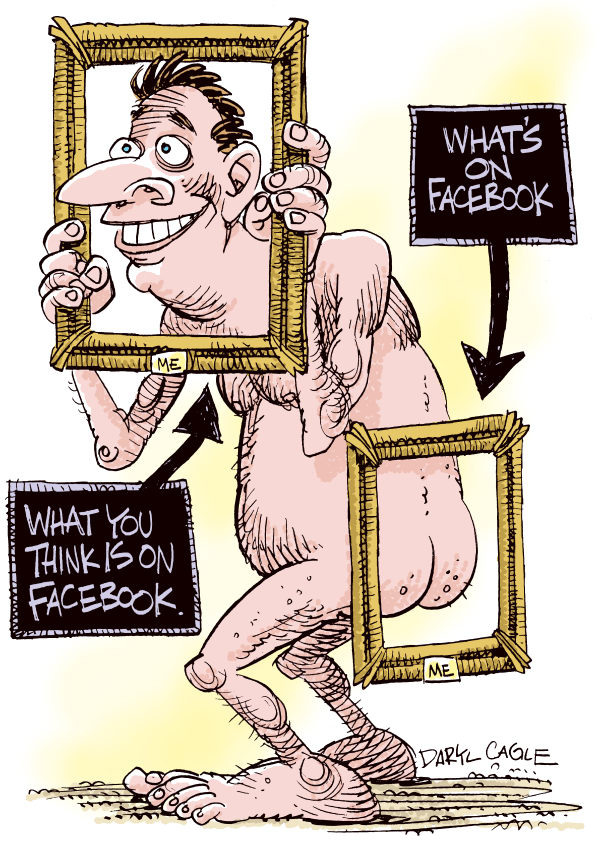 WHAT'S
ON
FACEBOOK
ME
WHAT YOU
THINK IS ON
FACEBOOK.
ME
DARYL CAGLE